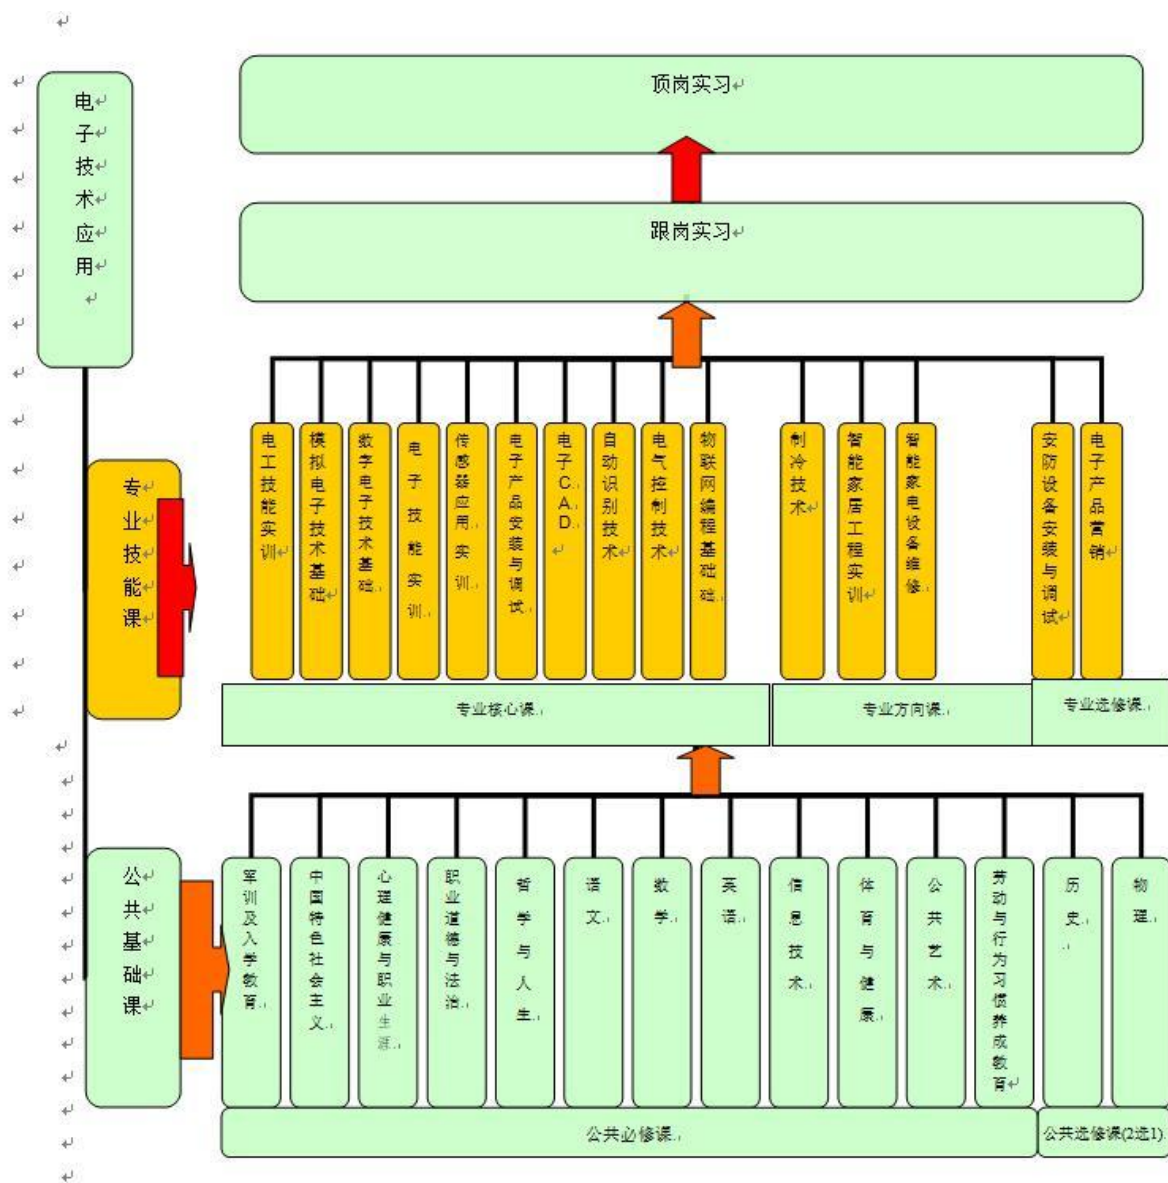 电子技术应用
顶岗实习
跟岗实习
专业技能课
电工技能实训
模拟电子技术基础
数字电子技术基础
电子技能实训
传感器应用实训
电子产品安装与调试
电子CAD
自动识别技术
电气控制技术
物联网编程基础础
制冷技术
智能家居工程实训
智能家电设备维修
安防设备安装与调试
电子产品营销
专业核心课
专业方向课
专业选修课
公共基础课
军训及入学教育
中国特色社会主义
心理健康与职业生涯
职业道德与法治
哲学与人生
语文
数学
英语
信息技术
体育与健康
公共艺术
劳动与行为习惯养成教育
历史
物理
公共必修课
公共选修课(2选1)